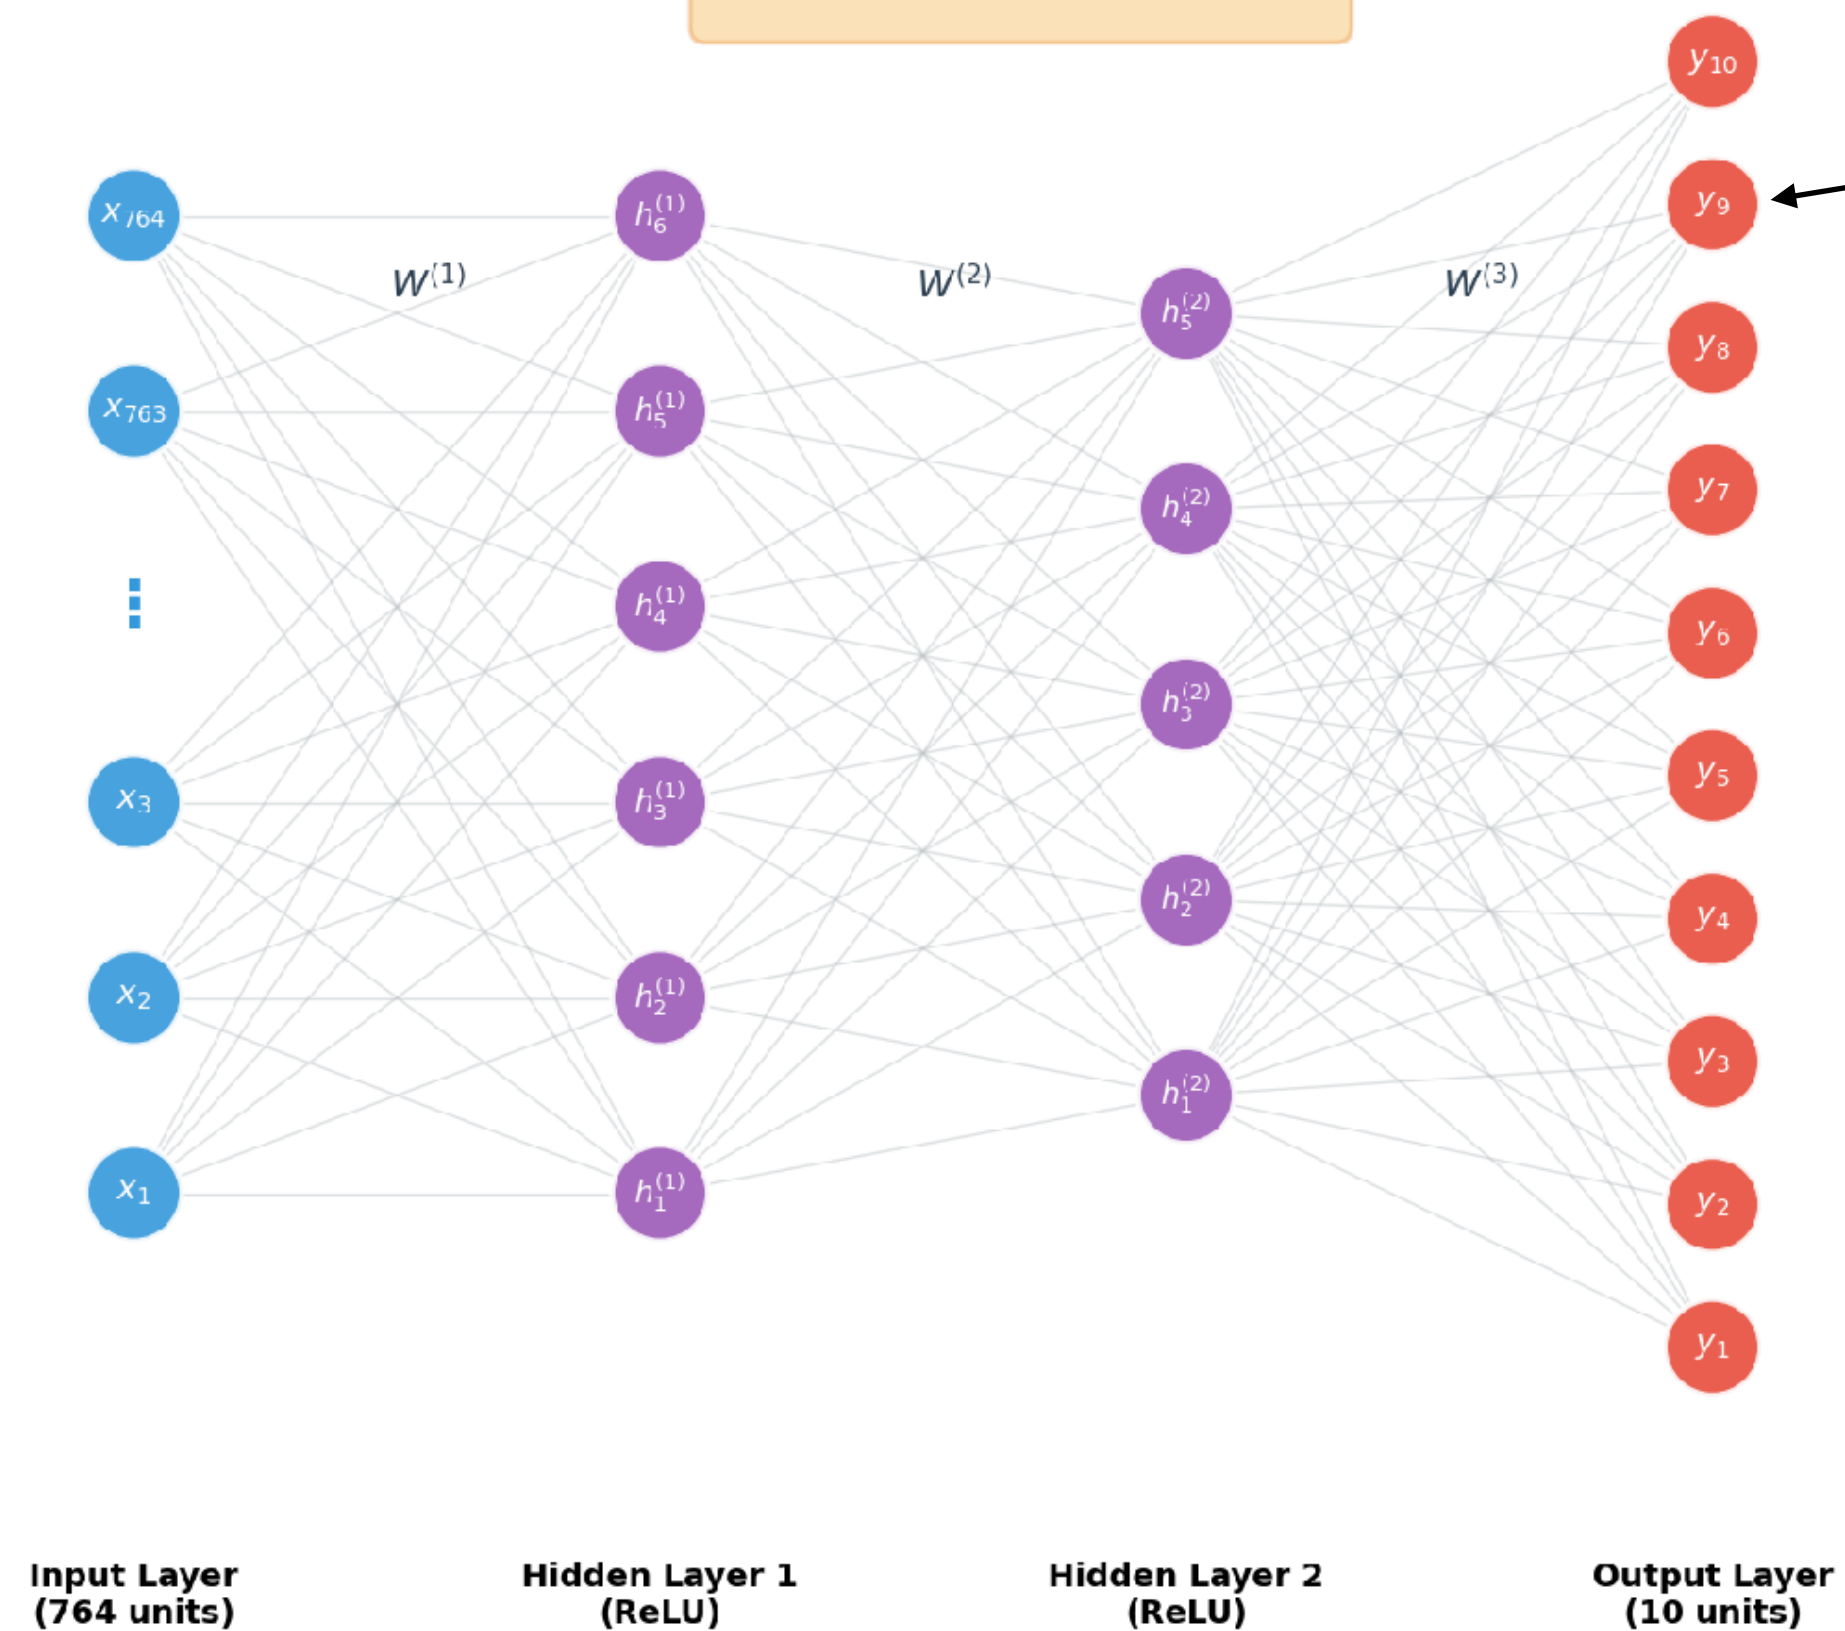 y₁₀
x₇₆₄ h₆⁽¹⁾ y₉
W⁽¹⁾ W⁽²⁾ W⁽³⁾
h₅⁽²⁾
y₈
x₇₆₃ h₅⁽¹⁾
y₇
h₄⁽²⁾
h₄⁽¹⁾ y₆
h₃⁽²⁾
y₅
x₃ h₃⁽¹⁾
h₂⁽²⁾ y₄
x₂ h₂⁽¹⁾
y₃
h₁⁽²⁾
x₁ h₁⁽¹⁾ y₂
y₁
Input Layer
(764 units)
Hidden Layer 1
(ReLU)
Hidden Layer 2
(ReLU)
Output Layer
(10 units)